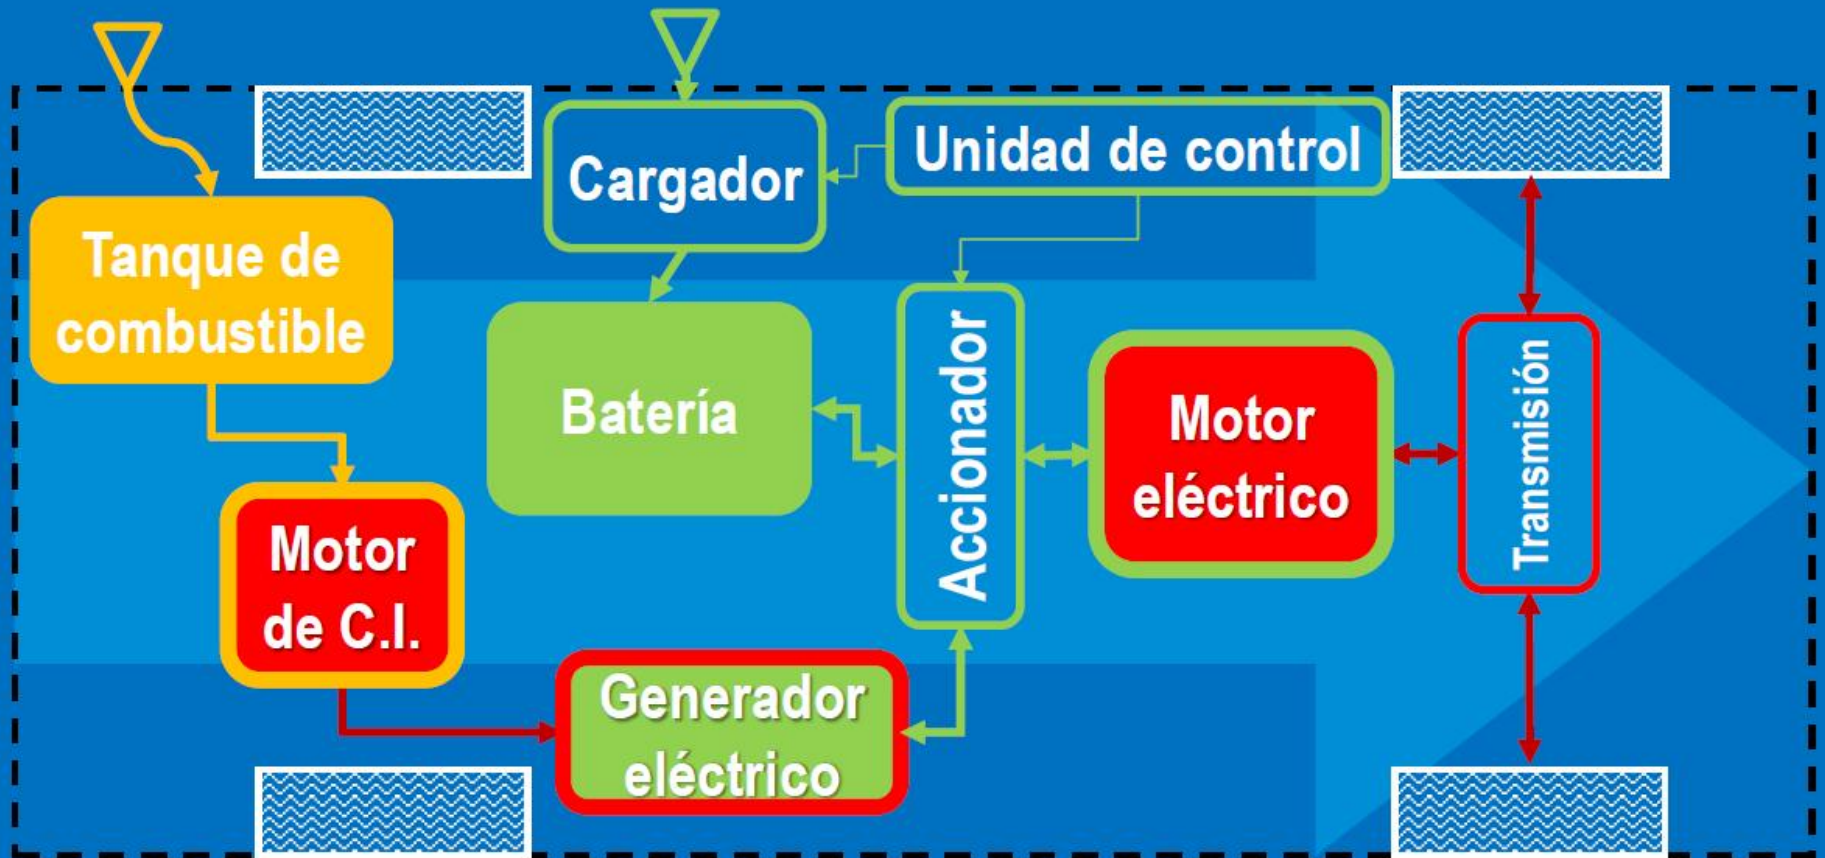 Cargador
Unidad de control
Tanque de
combustible
Batería
Accionador
Motor
eléctrico
Transmisión
Motor
de C.I.
Generador
eléctrico